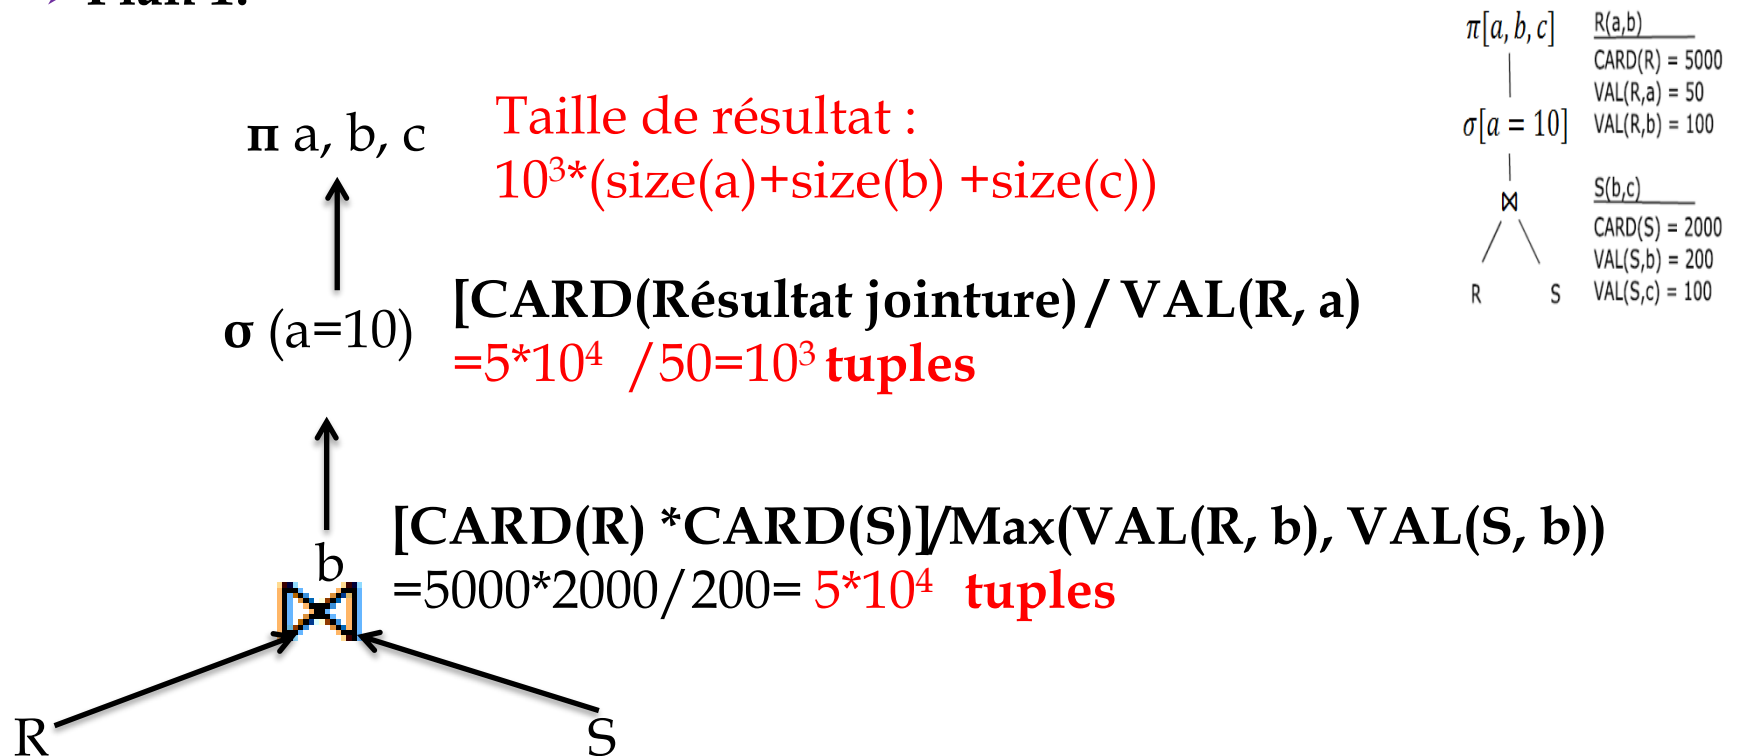 Plan 1:
π a, b, c
Taille de résultat :
10³*(size(a)+size(b) +size(c))
σ (a=10)
[CARD(Résultat jointure) / VAL(R, a)
=5*10⁴ /50=10³ tuples
b
[CARD(R) *CARD(S)]/Max(VAL(R, b), VAL(S, b))
=5000*2000/200= 5*10⁴ tuples
⋈
R S
π[a, b, c]
σ[a = 10]
⋈
R S
R(a,b)
CARD(R) = 5000
VAL(R,a) = 50
VAL(R,b) = 100
S(b,c)
CARD(S) = 2000
VAL(S,b) = 200
VAL(S,c) = 100